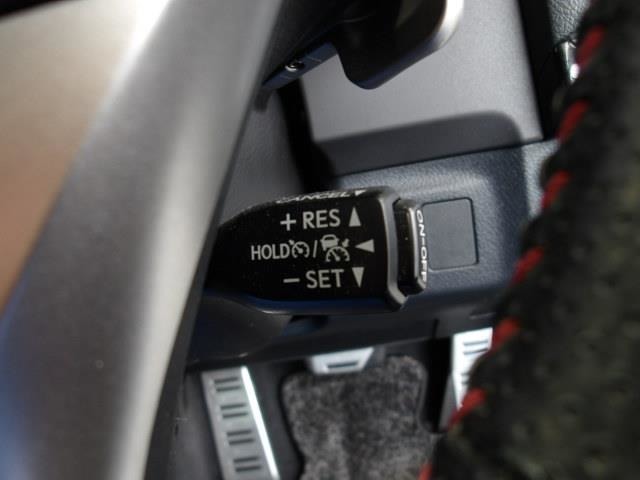 CANCEL
+ RES
HOLD /
− SET
ON-OFF